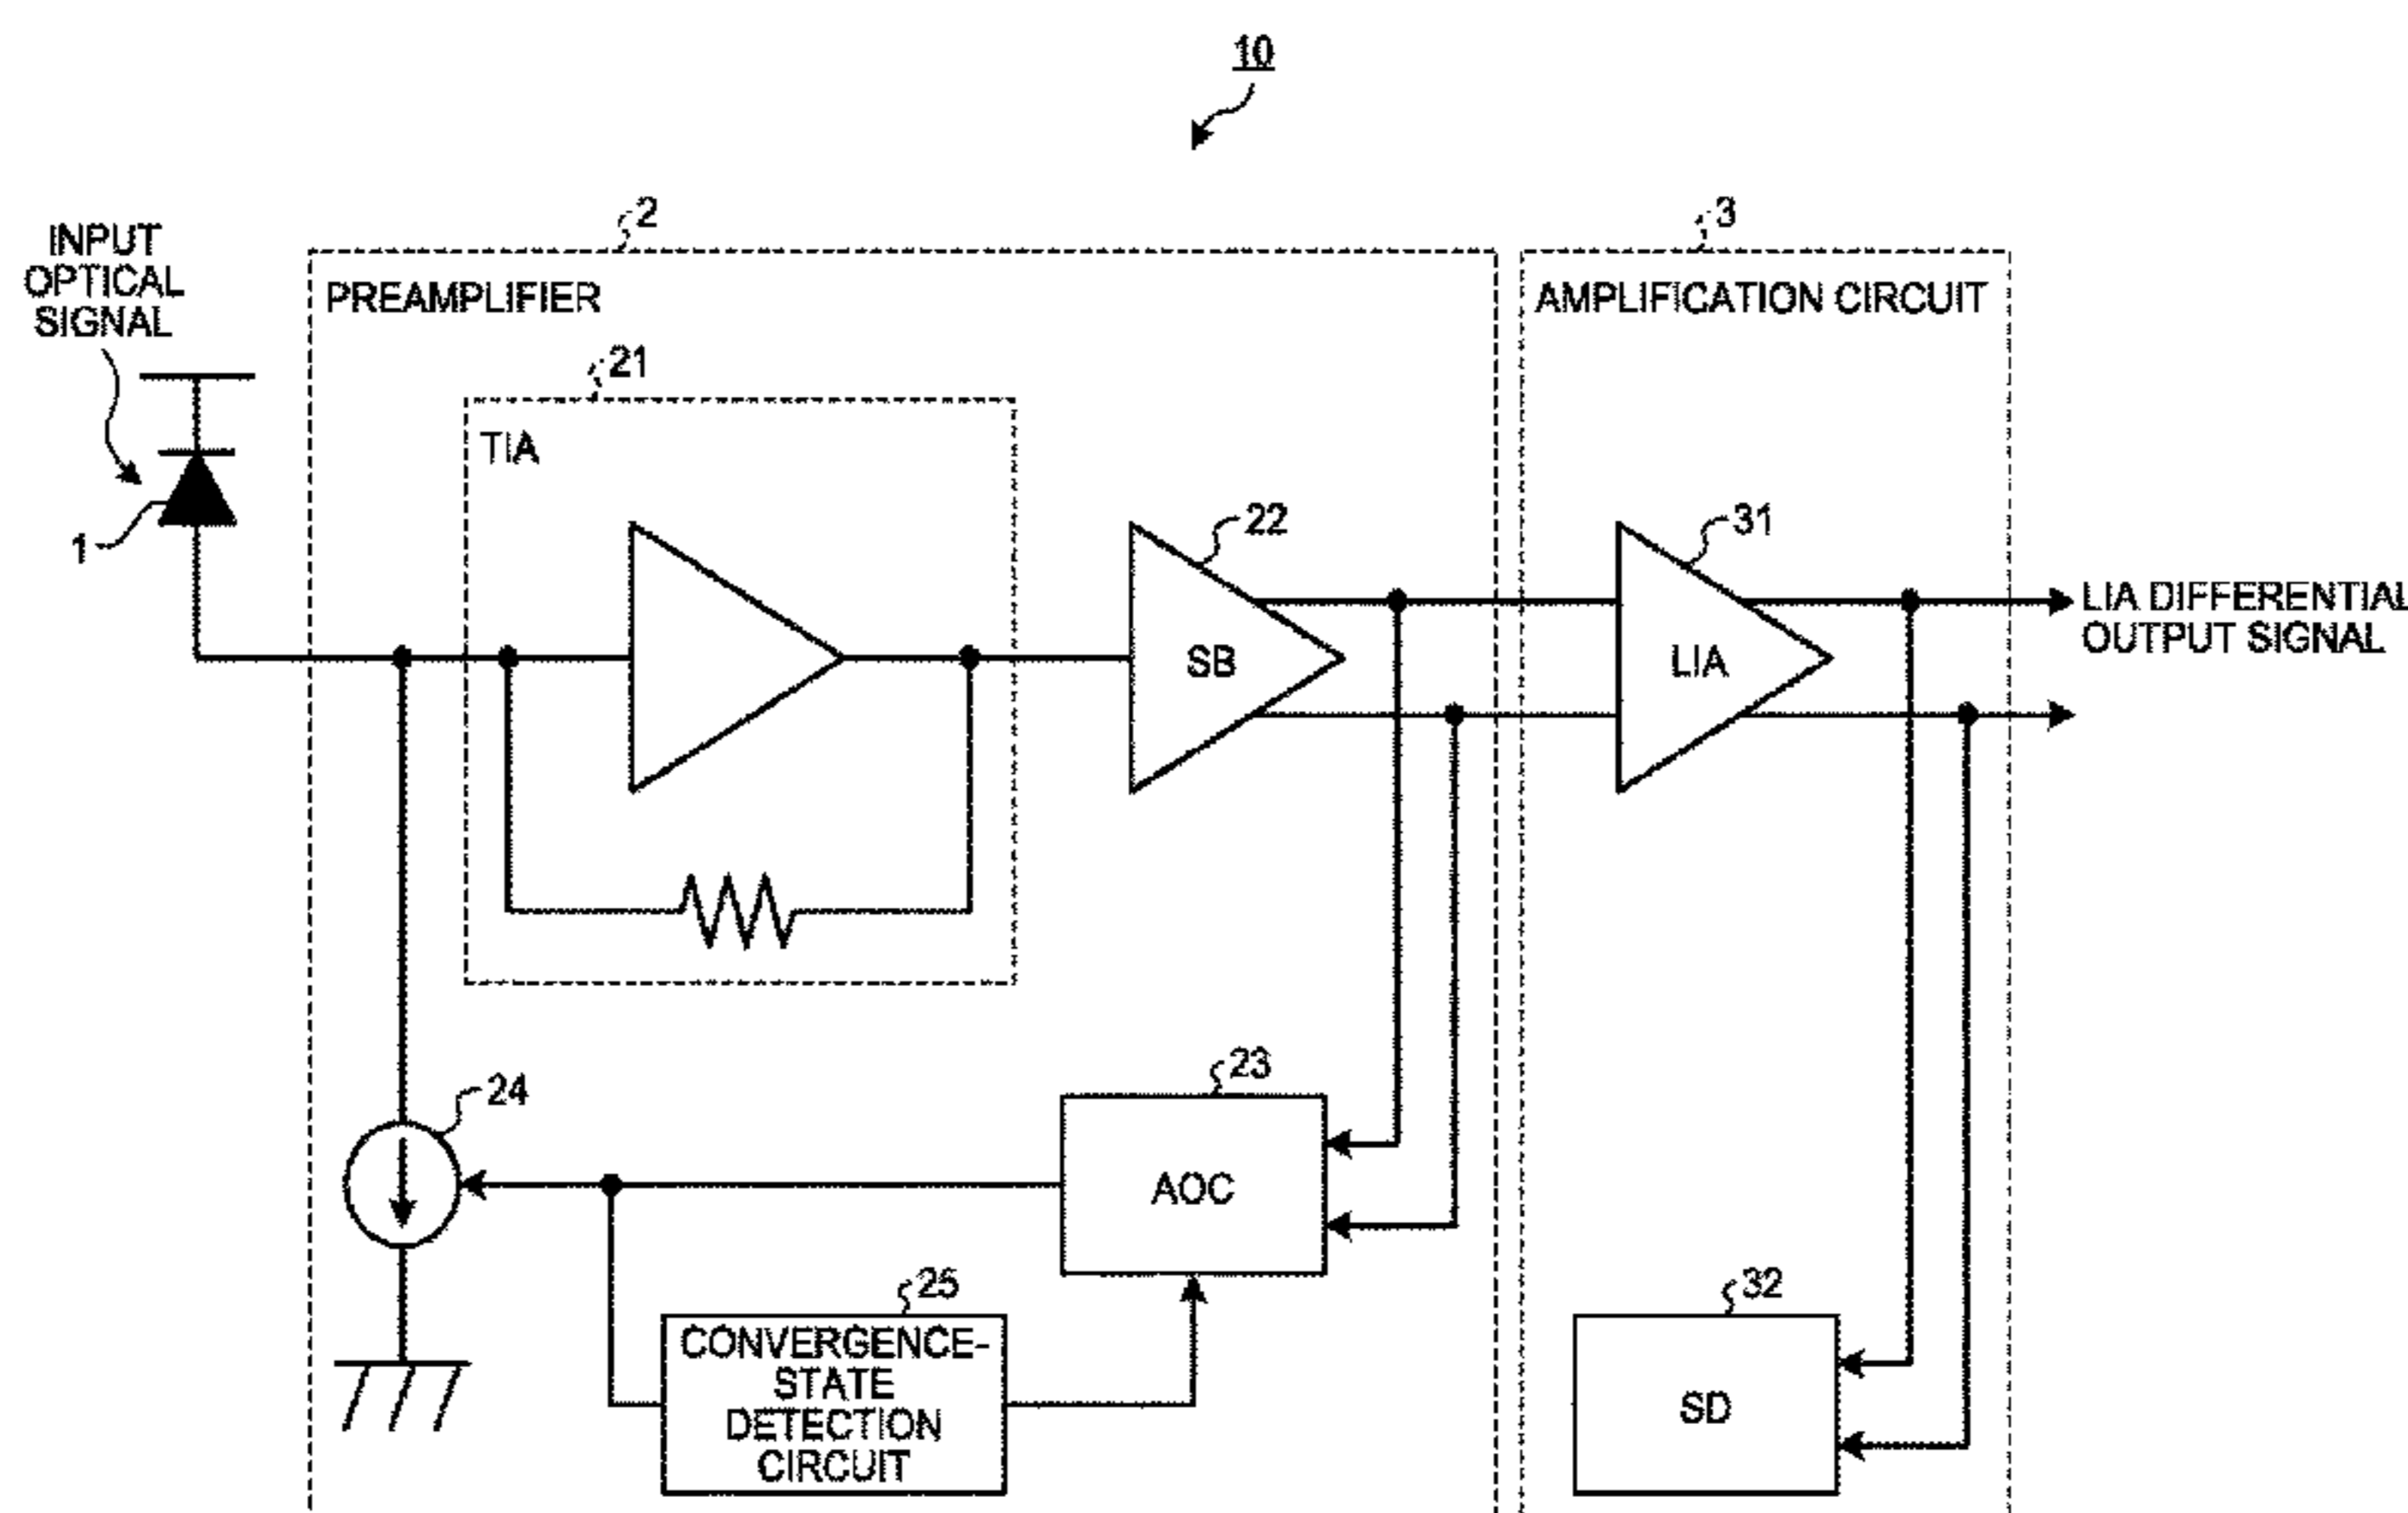 10
2
3
INPUT
OPTICAL
SIGNAL
PREAMPLIFIER
AMPLIFICATION CIRCUIT
21
TIA
1
22
31
SB
LIA
LIA DIFFERENTIAL
OUTPUT SIGNAL
23
24
AOC
25
32
CONVERGENCE-
STATE
DETECTION
CIRCUIT
SD